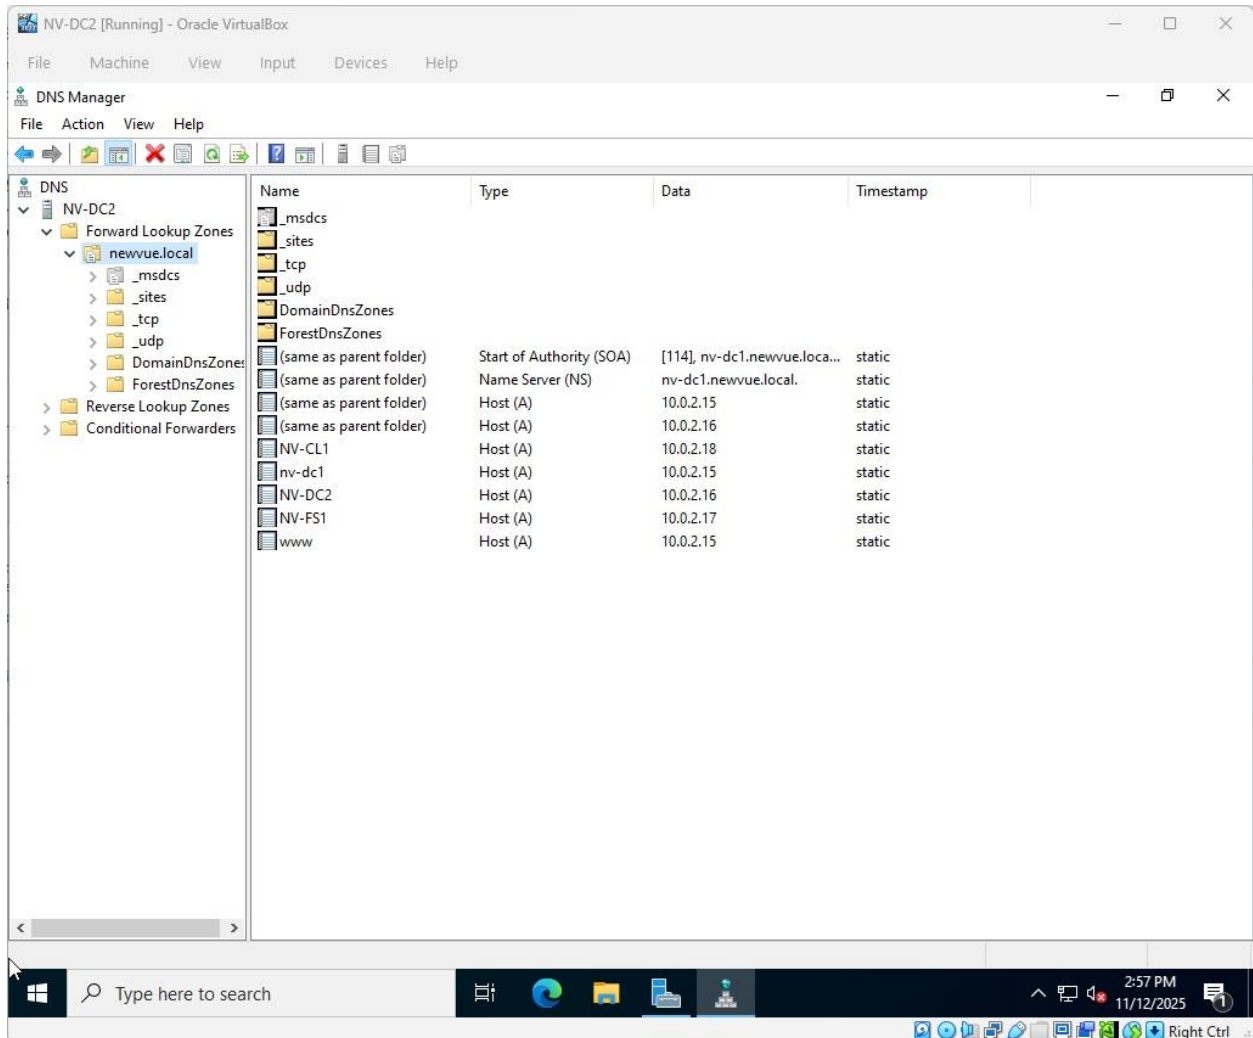 NV-DC2 [Running] - Oracle VirtualBox
File Machine View Input Devices Help
DNS Manager
File Action View Help
DNS
NV-DC2
Forward Lookup Zones
newvue.local
_msdcs
_sites
_tcp
_udp
DomainDnsZones
ForestDnsZones
Reverse Lookup Zones
Conditional Forwarders
Name Type Data Timestamp
_msdcs
_sites
_tcp
_udp
DomainDnsZones
ForestDnsZones
(same as parent folder) Start of Authority (SOA) [114], nv-dc1.newvue.loca... static
(same as parent folder) Name Server (NS) nv-dc1.newvue.local. static
(same as parent folder) Host (A) 10.0.2.15 static
(same as parent folder) Host (A) 10.0.2.16 static
NV-CL1 Host (A) 10.0.2.18 static
nv-dc1 Host (A) 10.0.2.15 static
NV-DC2 Host (A) 10.0.2.16 static
NV-FS1 Host (A) 10.0.2.17 static
www Host (A) 10.0.2.15 static
Type here to search
2:57 PM
11/12/2025
1
Right Ctrl